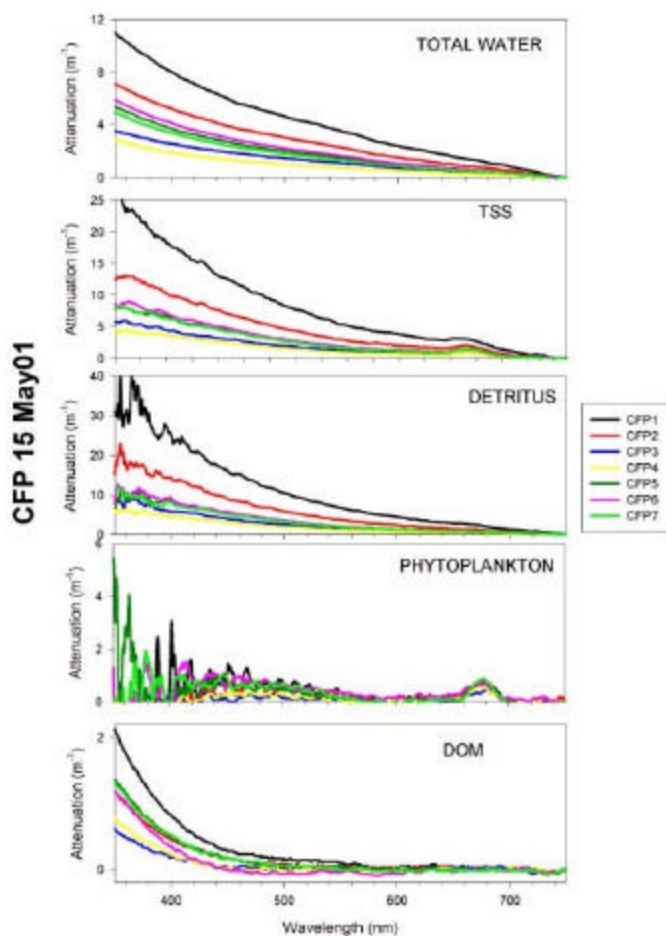 CFP 15 May01
TOTAL WATER
Attenuation (m⁻¹)
12
8
4
0
TSS
Attenuation (m⁻¹)
25
20
15
10
5
0
DETRITUS
Attenuation (m⁻¹)
40
30
20
10
0
PHYTOPLANKTON
Attenuation (m⁻¹)
6
4
2
0
DOM
Attenuation (m⁻¹)
2
0
400 500 600 700
Wavelength (nm)
CFP1
CFP2
CFP3
CFP4
CFP5
CFP6
CFP7